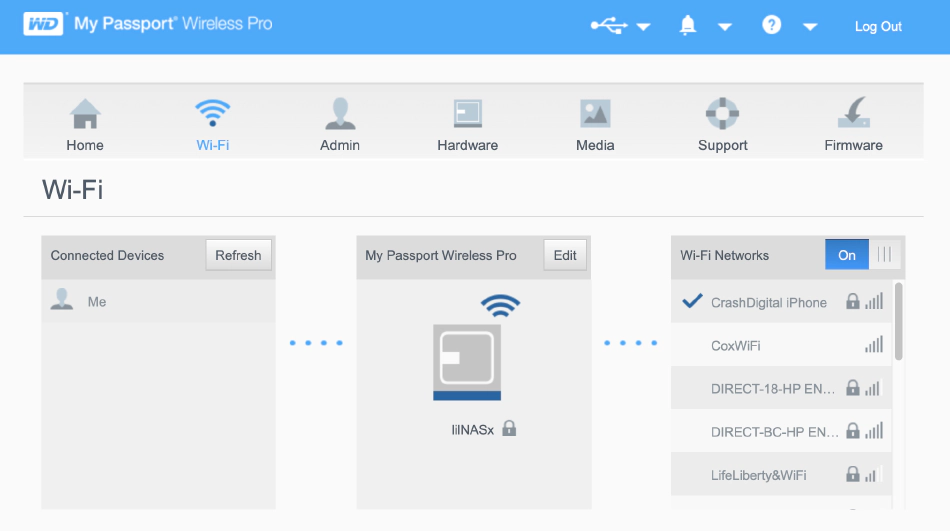 WD My Passport® Wireless Pro
Log Out
Home Wi-Fi Admin Hardware Media Support Firmware
Wi-Fi
Connected Devices Refresh
Me
My Passport Wireless Pro Edit
lilNASx
Wi-Fi Networks On
CrashDigital iPhone
CoxWiFi
DIRECT-18-HP EN...
DIRECT-BC-HP EN...
LifeLiberty&WiFi